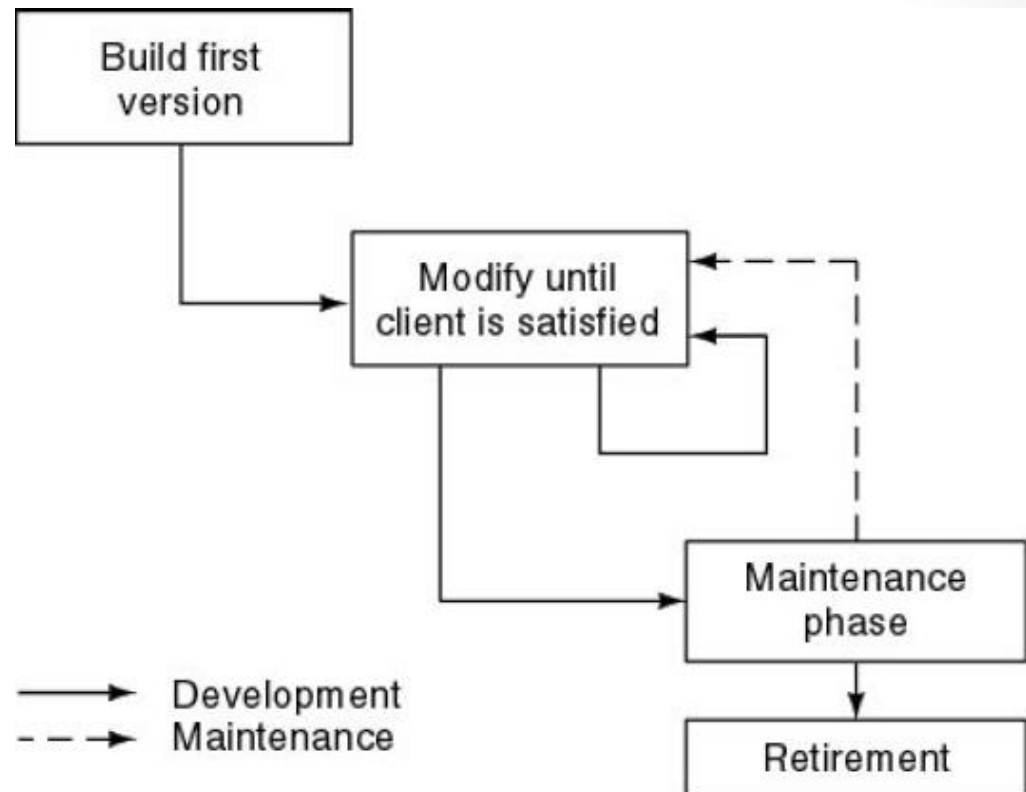 Build first
version
Modify until
client is satisfied
Maintenance
phase
Development
Maintenance
Retirement